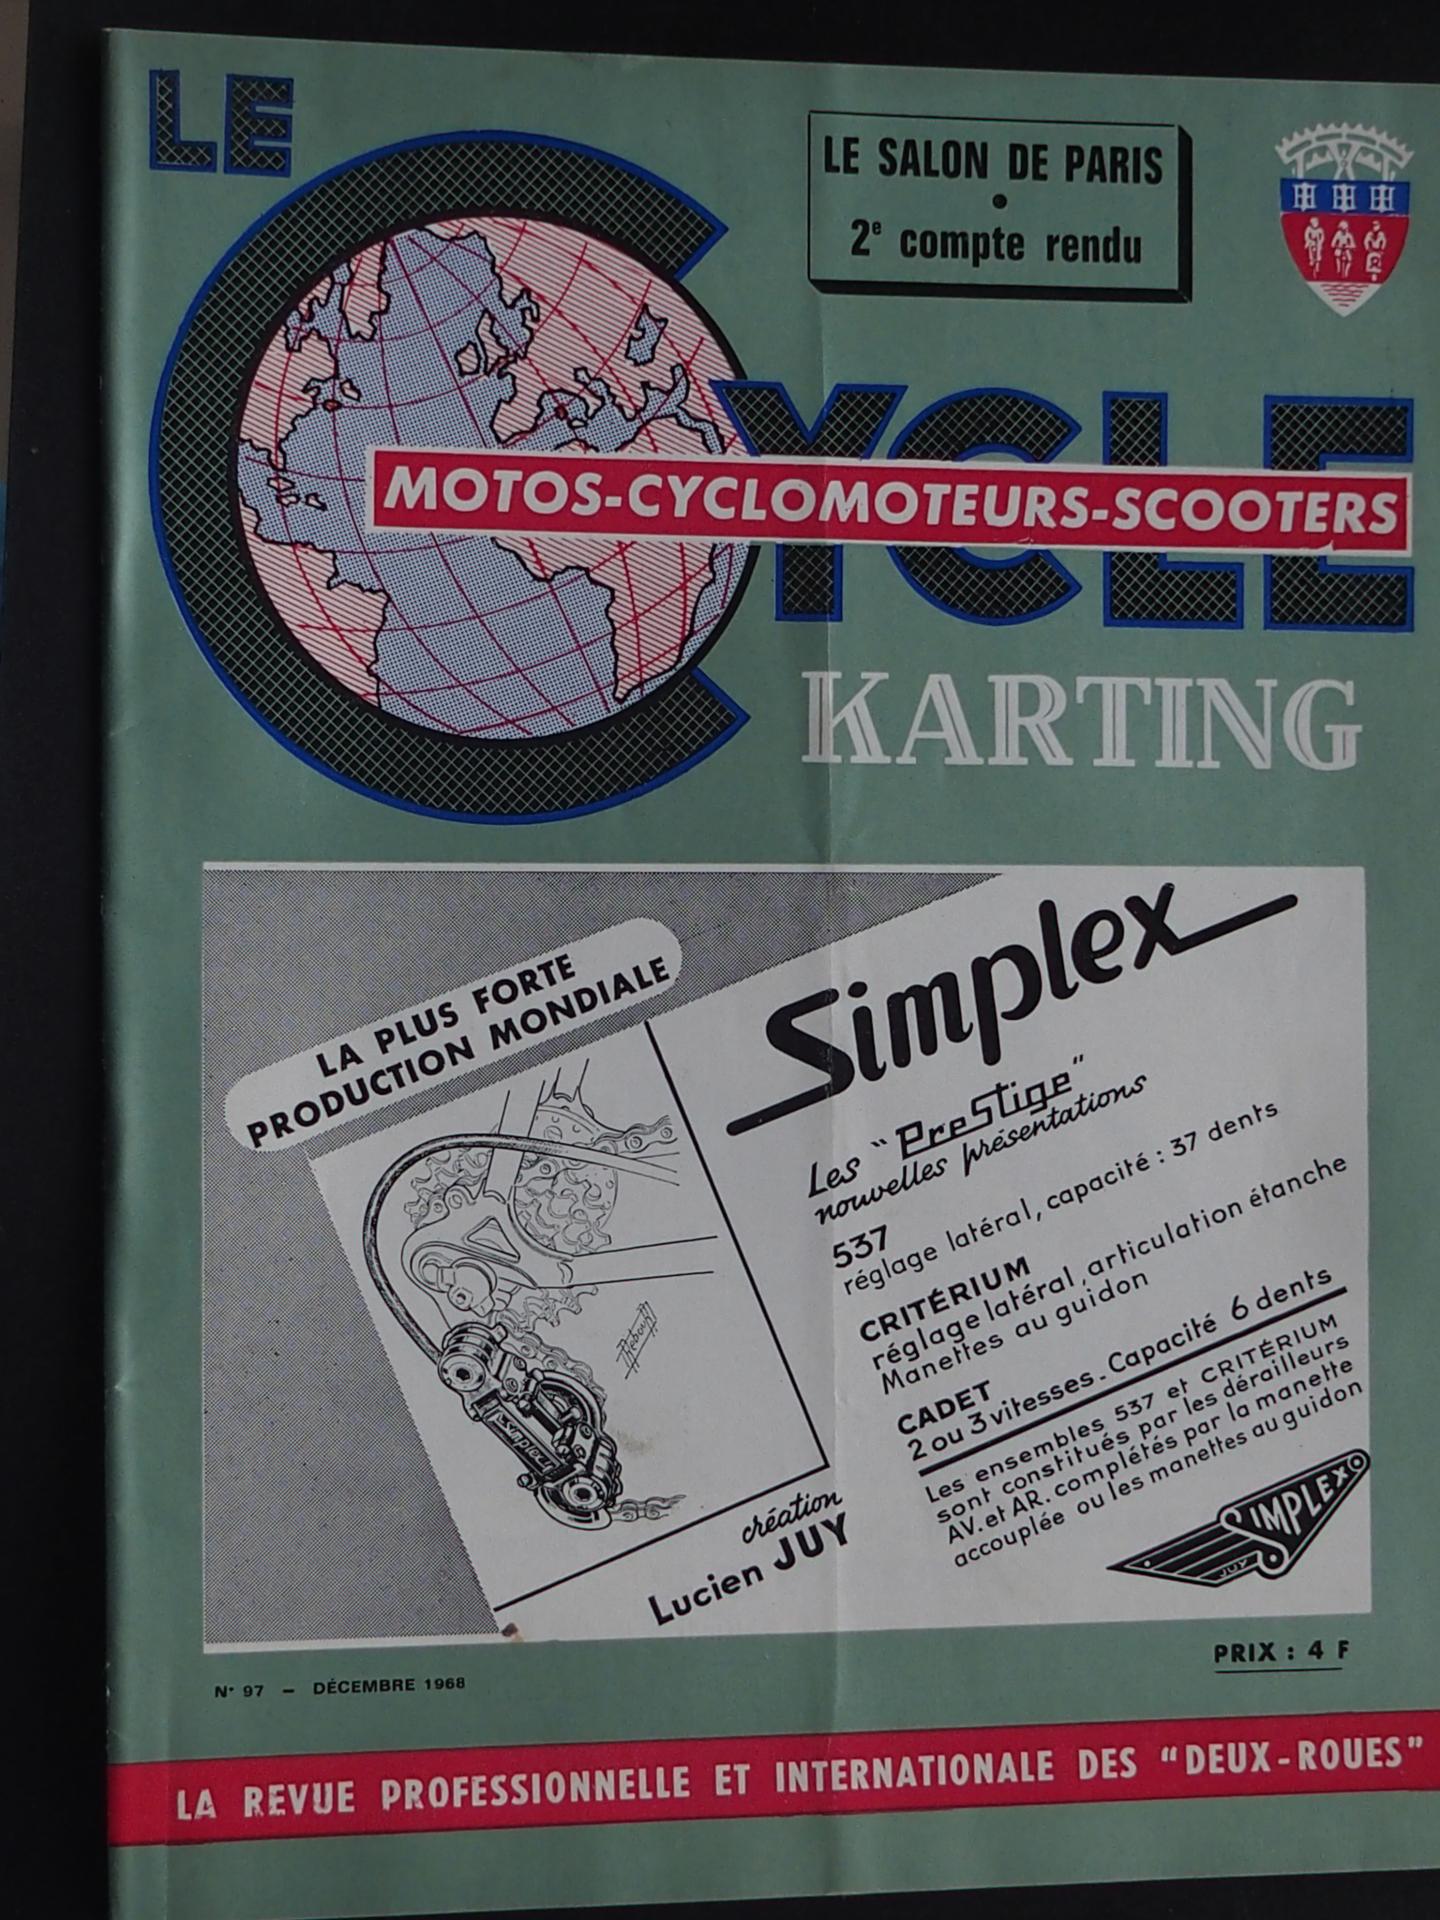 LE
CYCLE
LE SALON DE PARIS
2e compte rendu
MOTOS-CYCLOMOTEURS-SCOOTERS
KARTING
LA PLUS FORTE
PRODUCTION MONDIALE
Simplex
Les "Prestige"
nouvelles présentations
537
réglage latéral, capacité : 37 dents
CRITÉRIUM
réglage latéral, articulation étanche
Manettes au guidon
CADET
2 ou 3 vitesses. Capacité 6 dents
Les ensembles 537 et CRITÉRIUM
sont constitués par les dérailleurs
AV. et AR. complétés par la manette
accouplée ou les manettes au guidon
Rebour
Simplex
création
Lucien JUY
SIMPLEX
JUY
PRIX : 4 F
N° 97 – DÉCEMBRE 1968
LA REVUE PROFESSIONNELLE ET INTERNATIONALE DES "DEUX-ROUES"